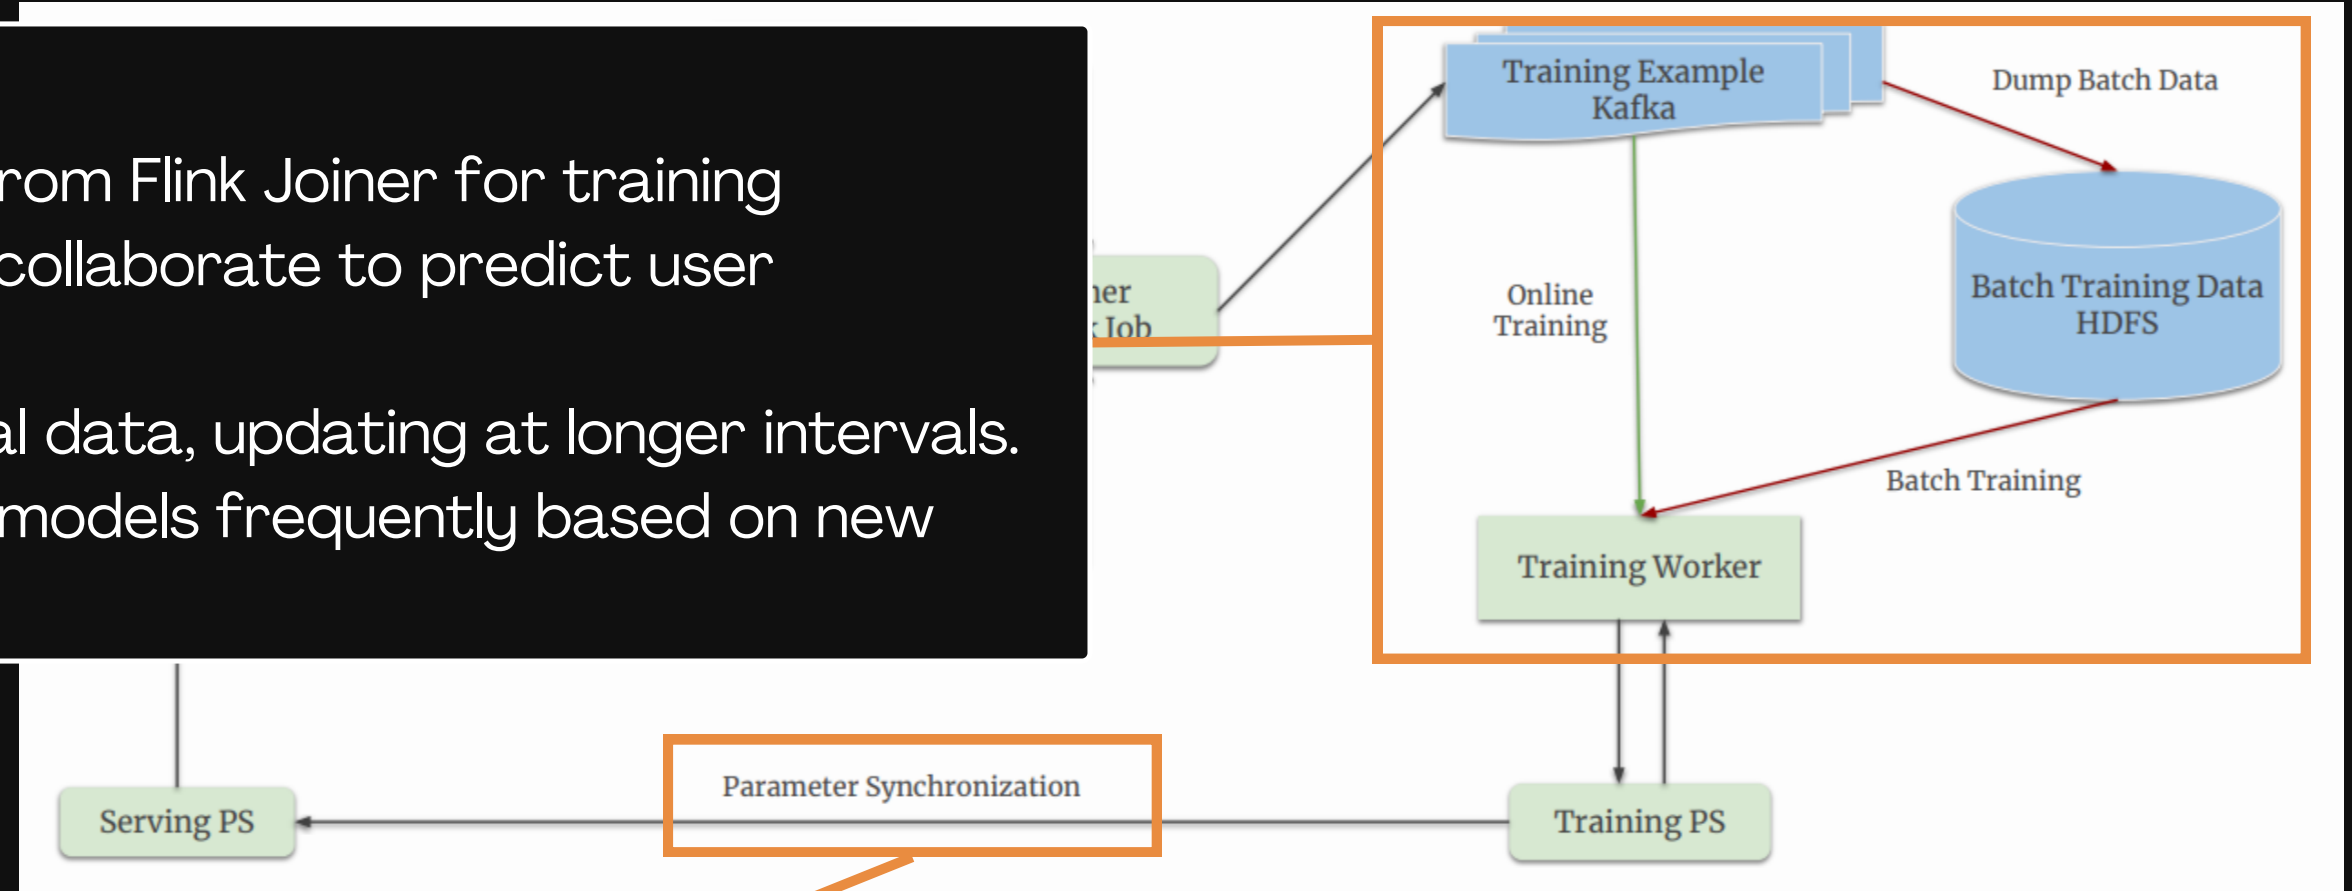 Training Example
Kafka
Dump Batch Data
from Flink Joiner for training
collaborate to predict user
data, updating at longer intervals.
models frequently based on new
Job
Online
Training
Batch Training Data
HDFS
Batch Training
Training Worker
Parameter Synchronization
Serving PS
Training PS